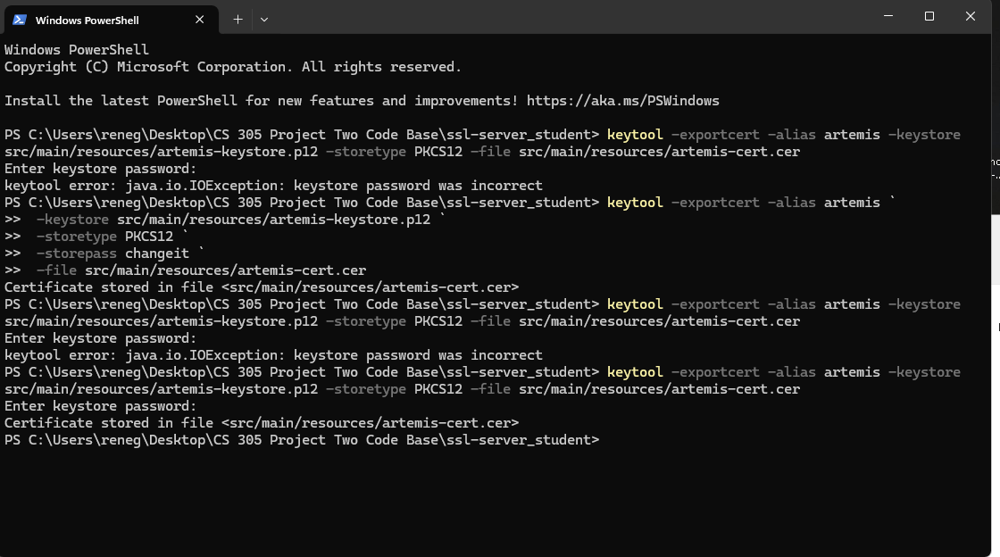 Windows PowerShell
Windows PowerShell
Copyright (C) Microsoft Corporation. All rights reserved.
Install the latest PowerShell for new features and improvements! https://aka.ms/PSWindows
PS C:\Users\reneg\Desktop\CS 305 Project Two Code Base\ssl-server_student> keytool -exportcert -alias artemis -keystore
src/main/resources/artemis-keystore.p12 -storetype PKCS12 -file src/main/resources/artemis-cert.cer
Enter keystore password:
keytool error: java.io.IOException: keystore password was incorrect
PS C:\Users\reneg\Desktop\CS 305 Project Two Code Base\ssl-server_student> keytool -exportcert -alias artemis `
>>  -keystore src/main/resources/artemis-keystore.p12 `
>>  -storetype PKCS12 `
>>  -storepass changeit `
>>  -file src/main/resources/artemis-cert.cer
Certificate stored in file <src/main/resources/artemis-cert.cer>
PS C:\Users\reneg\Desktop\CS 305 Project Two Code Base\ssl-server_student> keytool -exportcert -alias artemis -keystore
src/main/resources/artemis-keystore.p12 -storetype PKCS12 -file src/main/resources/artemis-cert.cer
Enter keystore password:
keytool error: java.io.IOException: keystore password was incorrect
PS C:\Users\reneg\Desktop\CS 305 Project Two Code Base\ssl-server_student> keytool -exportcert -alias artemis -keystore
src/main/resources/artemis-keystore.p12 -storetype PKCS12 -file src/main/resources/artemis-cert.cer
Enter keystore password:
Certificate stored in file <src/main/resources/artemis-cert.cer>
PS C:\Users\reneg\Desktop\CS 305 Project Two Code Base\ssl-server_student>